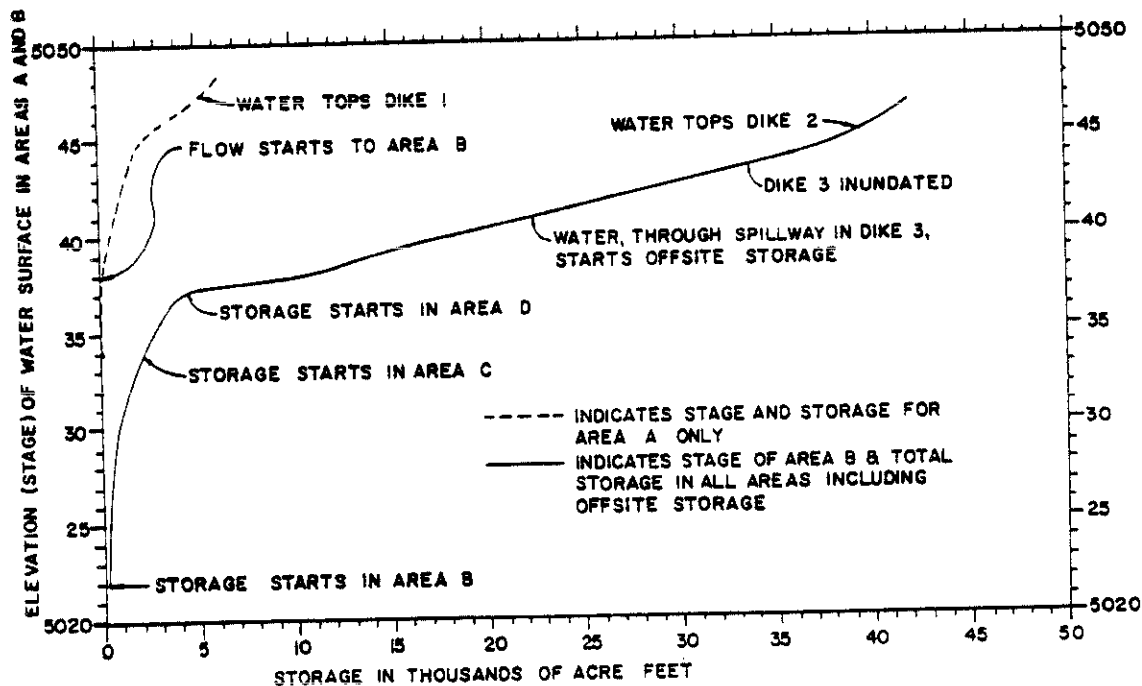 ELEVATION (STAGE) OF WATER SURFACE IN AREAS A AND B
5050
45
40
35
30
25
5020
5050
45
40
35
30
25
5020
WATER TOPS DIKE 1
FLOW STARTS TO AREA B
WATER TOPS DIKE 2
DIKE 3 INUNDATED
WATER, THROUGH SPILLWAY IN DIKE 3,
STARTS OFFSITE STORAGE
STORAGE STARTS IN AREA D
STORAGE STARTS IN AREA C
INDICATES STAGE AND STORAGE FOR
AREA A ONLY
INDICATES STAGE OF AREA B & TOTAL
STORAGE IN ALL AREAS INCLUDING
OFFSITE STORAGE
STORAGE STARTS IN AREA B
0 5 10 15 20 25 30 35 40 45 50
STORAGE IN THOUSANDS OF ACRE FEET